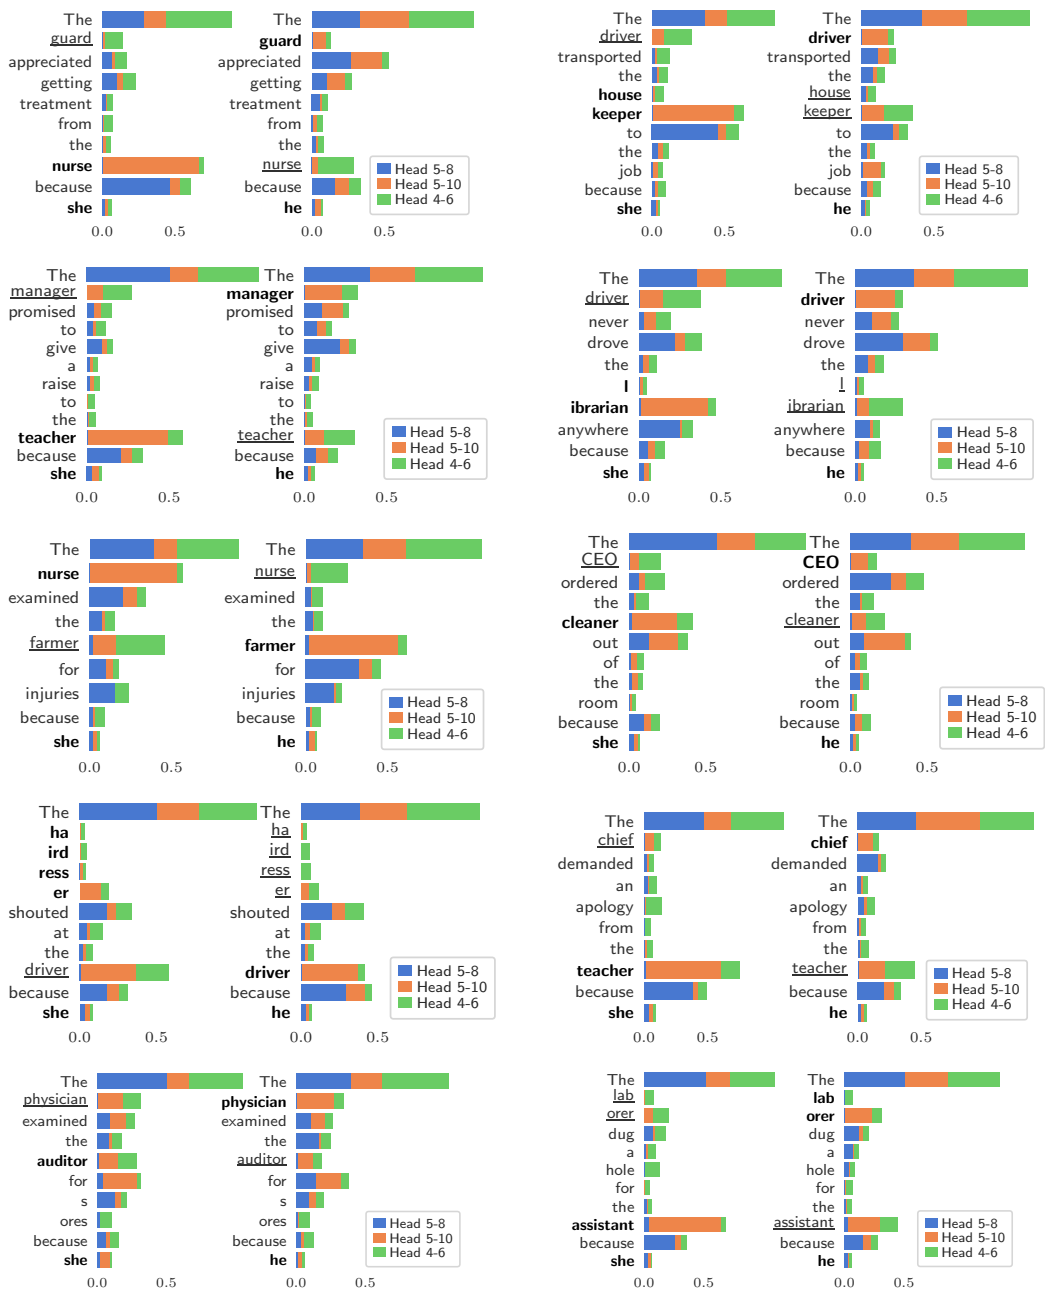 The
guard
appreciated
getting
treatment
from
the
nurse
because
she
0.0 0.5
The
guard
appreciated
getting
treatment
from
the
nurse
because
he
0.0 0.5
Head 5-8
Head 5-10
Head 4-6
The
driver
transported
the
house
keeper
to
the
job
because
she
0.0 0.5
The
driver
transported
the
house
keeper
to
the
job
because
he
0.0 0.5
Head 5-8
Head 5-10
Head 4-6
The
manager
promised
to
give
a
raise
to
the
teacher
because
she
0.0 0.5
The
manager
promised
to
give
a
raise
to
the
teacher
because
he
0.0 0.5
Head 5-8
Head 5-10
Head 4-6
The
driver
never
drove
the
l
ibrarian
anywhere
because
she
0.0 0.5
The
driver
never
drove
the
l
ibrarian
anywhere
because
he
0.0 0.5
Head 5-8
Head 5-10
Head 4-6
The
nurse
examined
the
farmer
for
injuries
because
she
0.0 0.5
The
nurse
examined
the
farmer
for
injuries
because
he
0.0 0.5
Head 5-8
Head 5-10
Head 4-6
The
CEO
ordered
the
cleaner
out
of
the
room
because
she
0.0 0.5
The
CEO
ordered
the
cleaner
out
of
the
room
because
he
0.0 0.5
Head 5-8
Head 5-10
Head 4-6
The
ha
ird
ress
er
shouted
at
the
driver
because
she
0.0 0.5
The
ha
ird
ress
er
shouted
at
the
driver
because
he
0.0 0.5
Head 5-8
Head 5-10
Head 4-6
The
chief
demanded
an
apology
from
the
teacher
because
she
0.0 0.5
The
chief
demanded
an
apology
from
the
teacher
because
he
0.0 0.5
Head 5-8
Head 5-10
Head 4-6
The
physician
examined
the
auditor
for
s
ores
because
she
0.0 0.5
The
physician
examined
the
auditor
for
s
ores
because
he
0.0 0.5
Head 5-8
Head 5-10
Head 4-6
The
lab
orer
dug
a
hole
for
the
assistant
because
she
0.0 0.5
The
lab
orer
dug
a
hole
for
the
assistant
because
he
0.0 0.5
Head 5-8
Head 5-10
Head 4-6